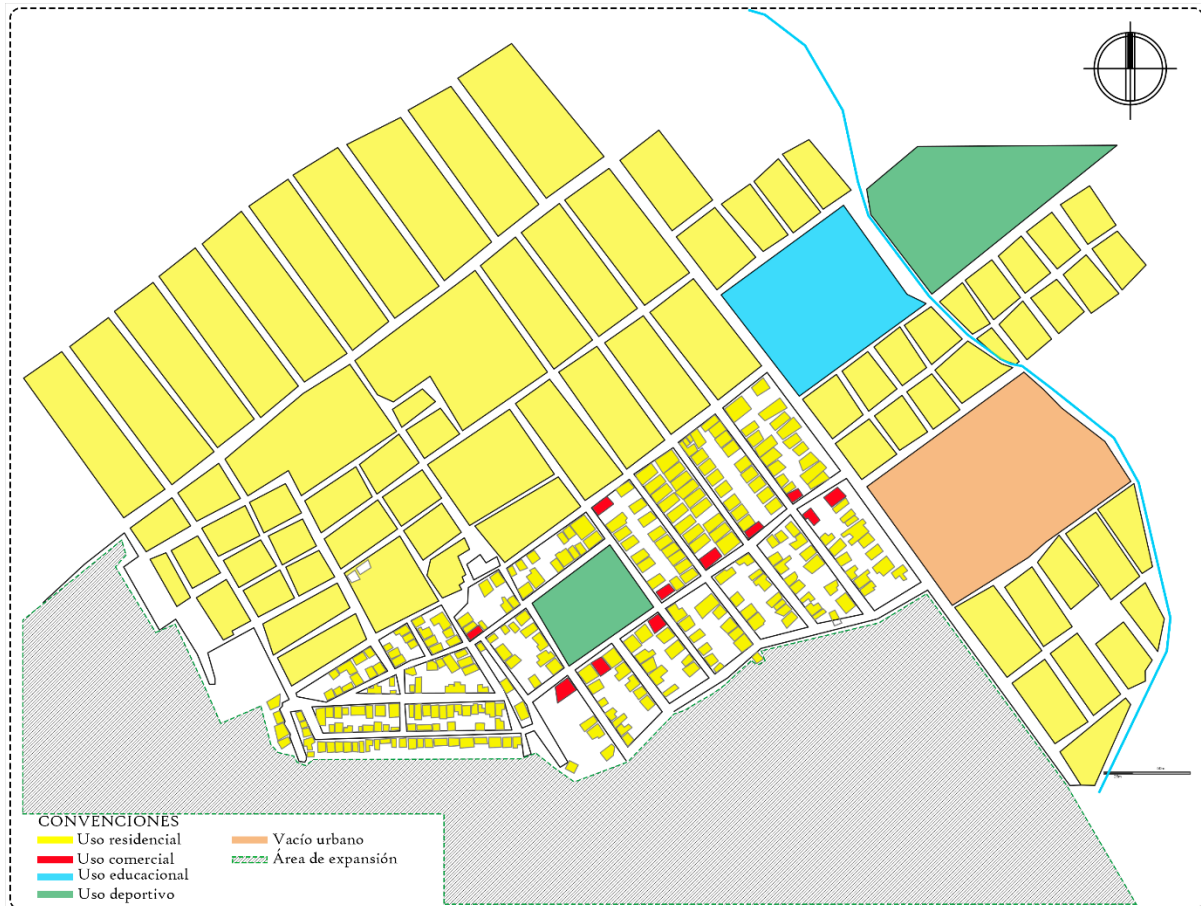 CONVENCIONES
Uso residencial
Uso comercial
Uso educacional
Uso deportivo
Vacío urbano
Área de expansión